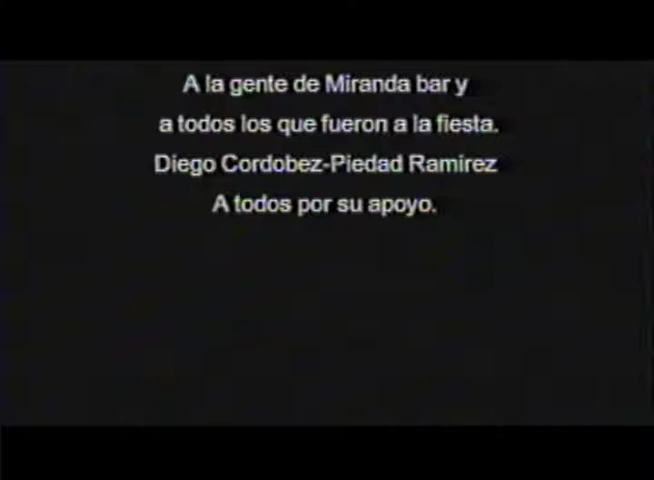 A la gente de Miranda bar y
a todos los que fueron a la fiesta.
Diego Cordobez-Piedad Ramirez
A todos por su apoyo.